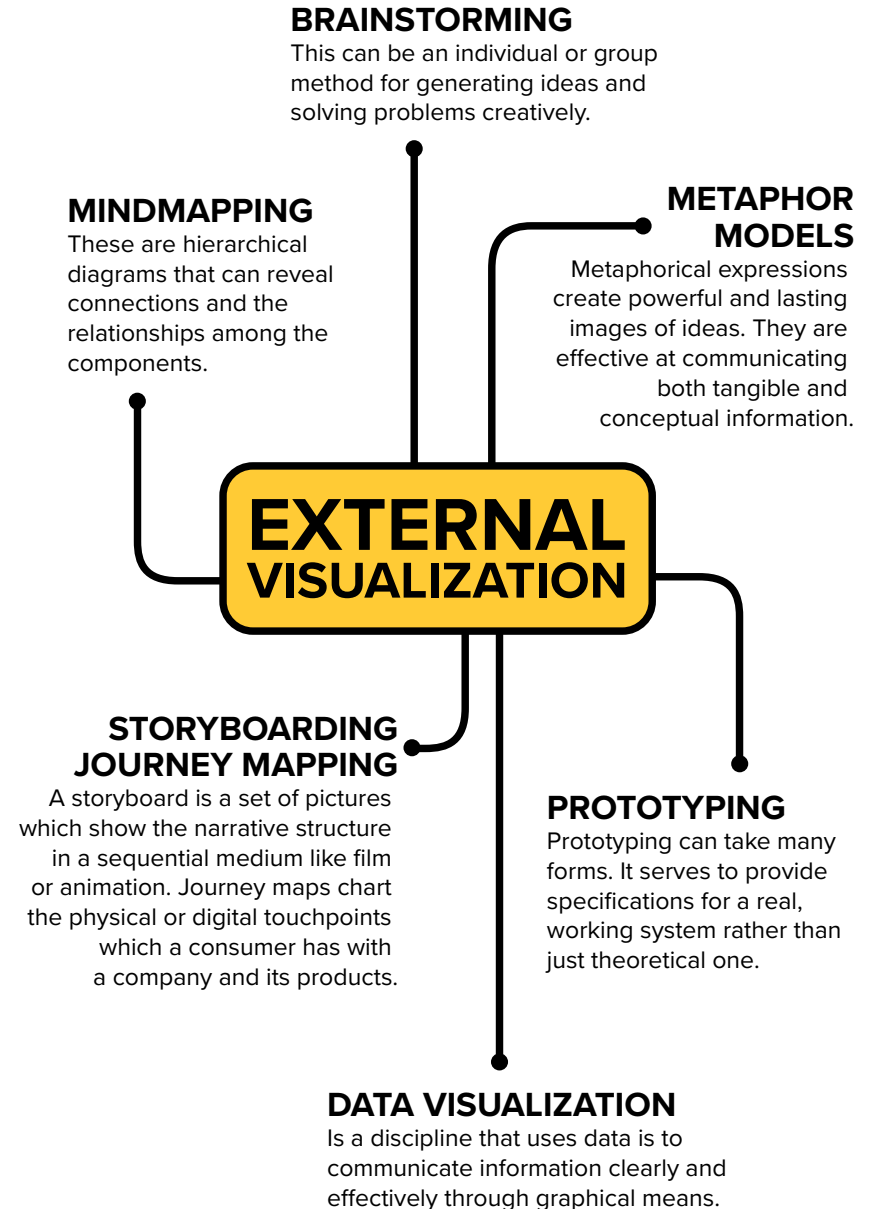 BRAINSTORMING
This can be an individual or group
method for generating ideas and
solving problems creatively.
MINDMAPPING
These are hierarchical
diagrams that can reveal
connections and the
relationships among the
components.
METAPHOR
MODELS
Metaphorical expressions
create powerful and lasting
images of ideas. They are
effective at communicating
both tangible and
conceptual information.
EXTERNAL
VISUALIZATION
STORYBOARDING
JOURNEY MAPPING
A storyboard is a set of pictures
which show the narrative structure
in a sequential medium like film
or animation. Journey maps chart
the physical or digital touchpoints
which a consumer has with
a company and its products.
PROTOTYPING
Prototyping can take many
forms. It serves to provide
specifications for a real,
working system rather than
just theoretical one.
DATA VISUALIZATION
Is a discipline that uses data is to
communicate information clearly and
effectively through graphical means.